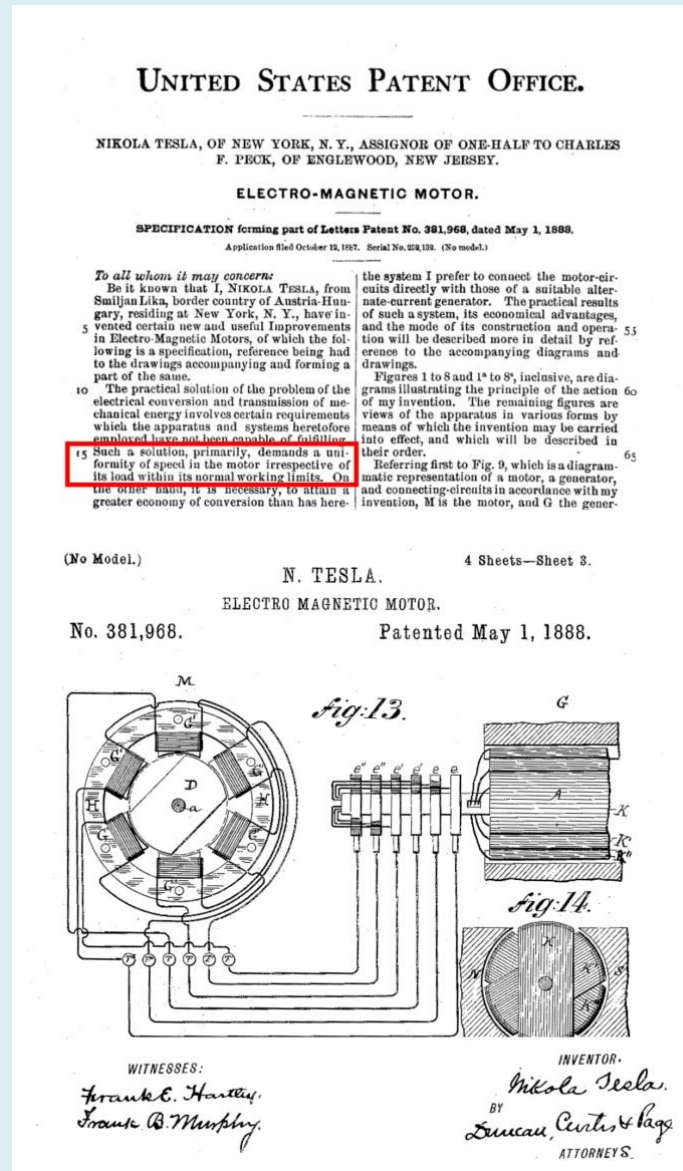 UNITED STATES PATENT OFFICE.
NIKOLA TESLA, OF NEW YORK, N. Y., ASSIGNOR OF ONE-HALF TO CHARLES
F. PECK, OF ENGLEWOOD, NEW JERSEY.
ELECTRO-MAGNETIC MOTOR.
SPECIFICATION forming part of Letters Patent No. 381,968, dated May 1, 1888.
Application filed October 12, 1887. Serial No. 252,132. (No model.)
To all whom it may concern:
Be it known that I, NIKOLA TESLA, from
Smiljan Lika, border country of Austria-Hun-
gary, residing at New York, N. Y., have in-
5 vented certain new and useful Improvements
in Electro-Magnetic Motors, of which the fol-
lowing is a specification, reference being had
to the drawings accompanying and forming a
part of the same.
10 The practical solution of the problem of the
electrical conversion and transmission of me-
chanical energy involves certain requirements
which the apparatus and systems heretofore
employed have not been capable of fulfilling.
15 Such a solution, primarily, demands a uni-
formity of speed in the motor irrespective of
its load within its normal working limits. On
the other hand, it is necessary, to attain a
greater economy of conversion than has here-
the system I prefer to connect the motor-cir-
cuits directly with those of a suitable alter-
nate-current generator. The practical results
of such a system, its economical advantages,
and the mode of its construction and opera- 55
tion will be described more in detail by ref-
erence to the accompanying diagrams and
drawings.
Figures 1 to 8 and 1ª to 8ª, inclusive, are dia-
grams illustrating the principle of the action 60
of my invention. The remaining figures are
views of the apparatus in various forms by
means of which the invention may be carried
into effect, and which will be described in
their order. 65
Referring first to Fig. 9, which is a diagram-
matic representation of a motor, a generator,
and connecting-circuits in accordance with my
invention, M is the motor, and G the gener-
(No Model.)
4 Sheets—Sheet 3.
N. TESLA.
ELECTRO MAGNETIC MOTOR.
No. 381,968.
Patented May 1, 1888.
M
Fig: 13.
G
G'
G'
G'
D
a
H
H
G
G''
G''
e'' e'' e' e' e e
A
K
K'
K''
Fig: 14.
N
K
K'
K''
S
T' T'' T T T'' T'
WITNESSES:
Frank E. Hartley.
Frank B. Murphy.
INVENTOR.
Nikola Tesla.
BY
Duncan, Curtis & Page
ATTORNEYS.